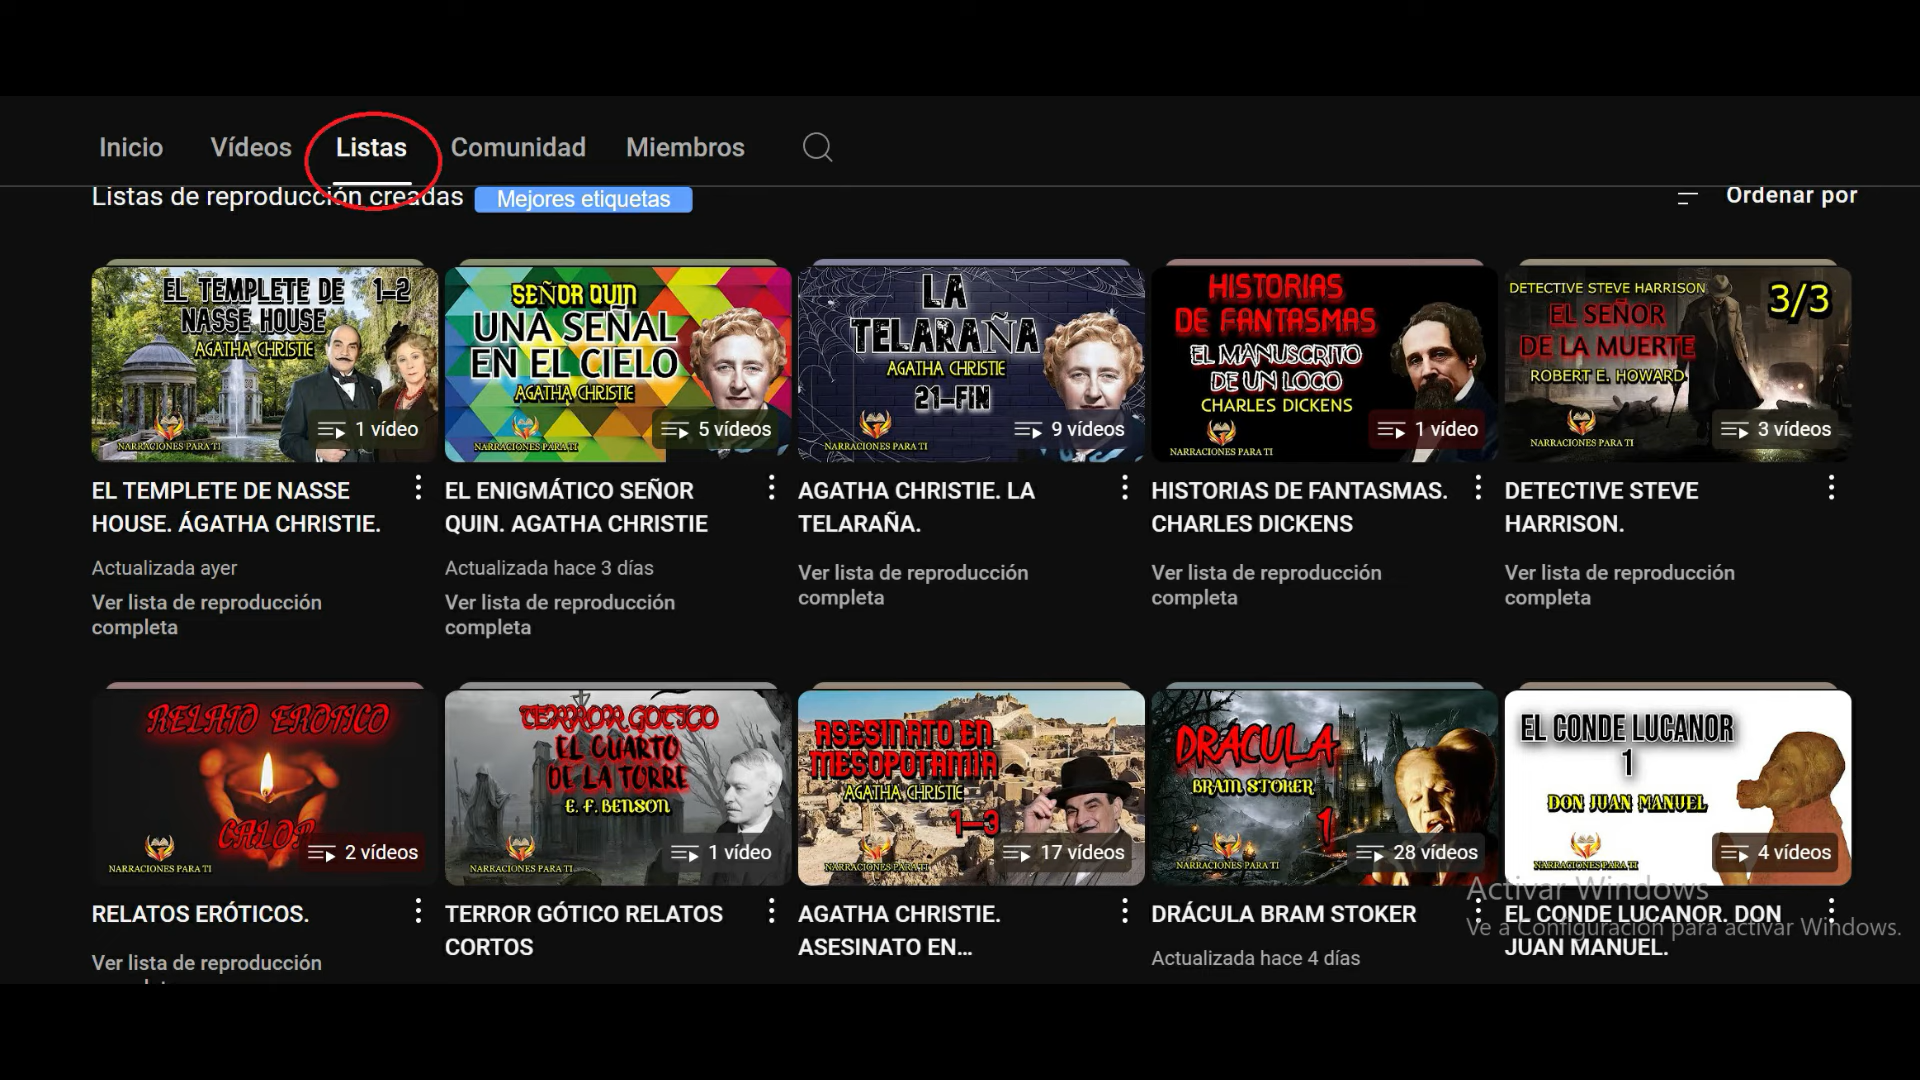 Inicio Vídeos Listas Comunidad Miembros
Listas de reproducción creadas Mejores etiquetas Ordenar por
EL TEMPLETE DE 1-2
NASSE HOUSE
AGATHA CHRISTIE
NARRACIONES PARA TI
1 vídeo
SEÑOR QUIN
UNA SEÑAL
EN EL CIELO
AGATHA CHRISTIE
NARRACIONES PARA TI
5 vídeos
LA
TELARAÑA
AGATHA CHRISTIE
21-FIN
NARRACIONES PARA TI
9 vídeos
HISTORIAS
DE FANTASMAS
EL MANUSCRITO
DE UN LOCO
CHARLES DICKENS
NARRACIONES PARA TI
1 vídeo
DETECTIVE STEVE HARRISON
3/3
EL SEÑOR
DE LA MUERTE
ROBERT E. HOWARD
NARRACIONES PARA TI
3 vídeos
EL TEMPLETE DE NASSE
HOUSE. ÁGATHA CHRISTIE.
Actualizada ayer
Ver lista de reproducción
completa
EL ENIGMÁTICO SEÑOR
QUIN. AGATHA CHRISTIE
Actualizada hace 3 días
Ver lista de reproducción
completa
AGATHA CHRISTIE. LA
TELARAÑA.
Ver lista de reproducción
completa
HISTORIAS DE FANTASMAS.
CHARLES DICKENS
Ver lista de reproducción
completa
DETECTIVE STEVE
HARRISON.
Ver lista de reproducción
completa
RELATO EROTICO
CALOR
NARRACIONES PARA TI
2 vídeos
TERROR GOTICO
EL CUARTO
DE LA TORRE
E. F. BENSON
NARRACIONES PARA TI
1 vídeo
ASESINATO EN
MESOPOTAMIA
AGATHA CHRISTIE
1-3
NARRACIONES PARA TI
17 vídeos
DRÁCULA
BRAM STOKER
1
NARRACIONES PARA TI
28 vídeos
EL CONDE LUCANOR
1
DON JUAN MANUEL
NARRACIONES PARA TI
4 vídeos
RELATOS ERÓTICOS.
Ver lista de reproducción
TERROR GÓTICO RELATOS
CORTOS
AGATHA CHRISTIE.
ASESINATO EN...
DRÁCULA BRAM STOKER
Actualizada hace 4 días
EL CONDE LUCANOR. DON
JUAN MANUEL.
Activar Windows
Ve a Configuración para activar Windows.